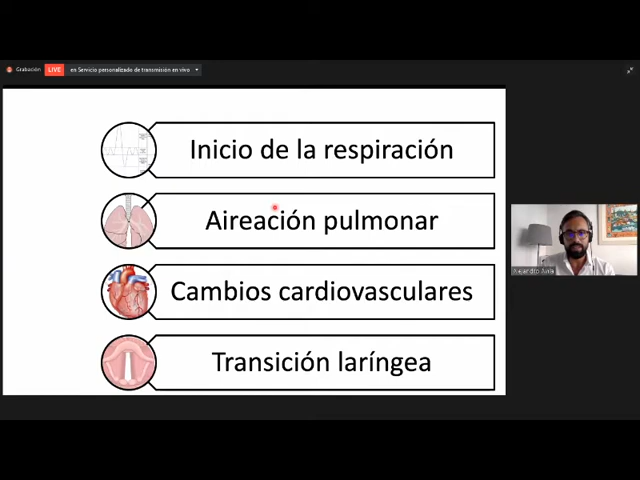 Grabación LIVE en Servicio personalizado de transmisión en vivo
Inicio de la respiración
Aireación pulmonar
Cambios cardiovasculares
Transición laríngea